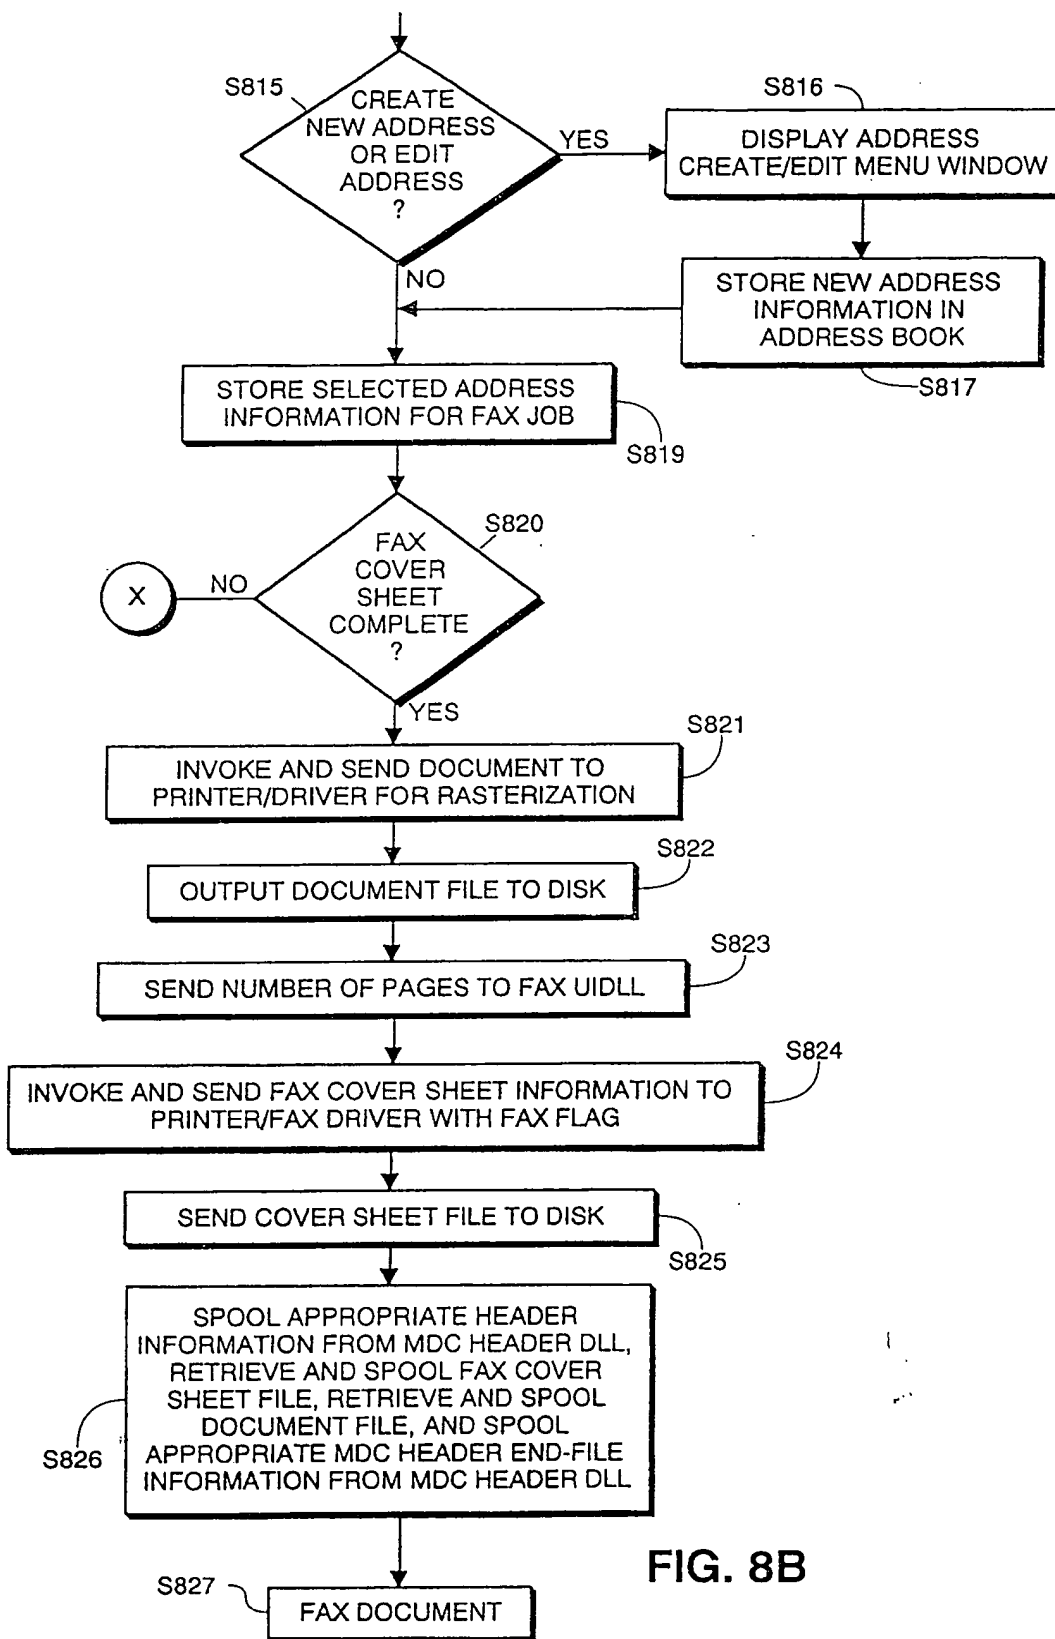 S815
CREATE
NEW ADDRESS
OR EDIT
ADDRESS
?
YES
S816
DISPLAY ADDRESS
CREATE/EDIT MENU WINDOW
NO
STORE NEW ADDRESS
INFORMATION IN
ADDRESS BOOK
S817
STORE SELECTED ADDRESS
INFORMATION FOR FAX JOB
S819
S820
FAX
COVER
SHEET
COMPLETE
?
NO
X
YES
S821
INVOKE AND SEND DOCUMENT TO
PRINTER/DRIVER FOR RASTERIZATION
S822
OUTPUT DOCUMENT FILE TO DISK
S823
SEND NUMBER OF PAGES TO FAX UIDLL
S824
INVOKE AND SEND FAX COVER SHEET INFORMATION TO
PRINTER/FAX DRIVER WITH FAX FLAG
SEND COVER SHEET FILE TO DISK
S825
SPOOL APPROPRIATE HEADER
INFORMATION FROM MDC HEADER DLL,
RETRIEVE AND SPOOL FAX COVER
SHEET FILE, RETRIEVE AND SPOOL
DOCUMENT FILE, AND SPOOL
APPROPRIATE MDC HEADER END-FILE
INFORMATION FROM MDC HEADER DLL
S826
FIG. 8B
S827
FAX DOCUMENT